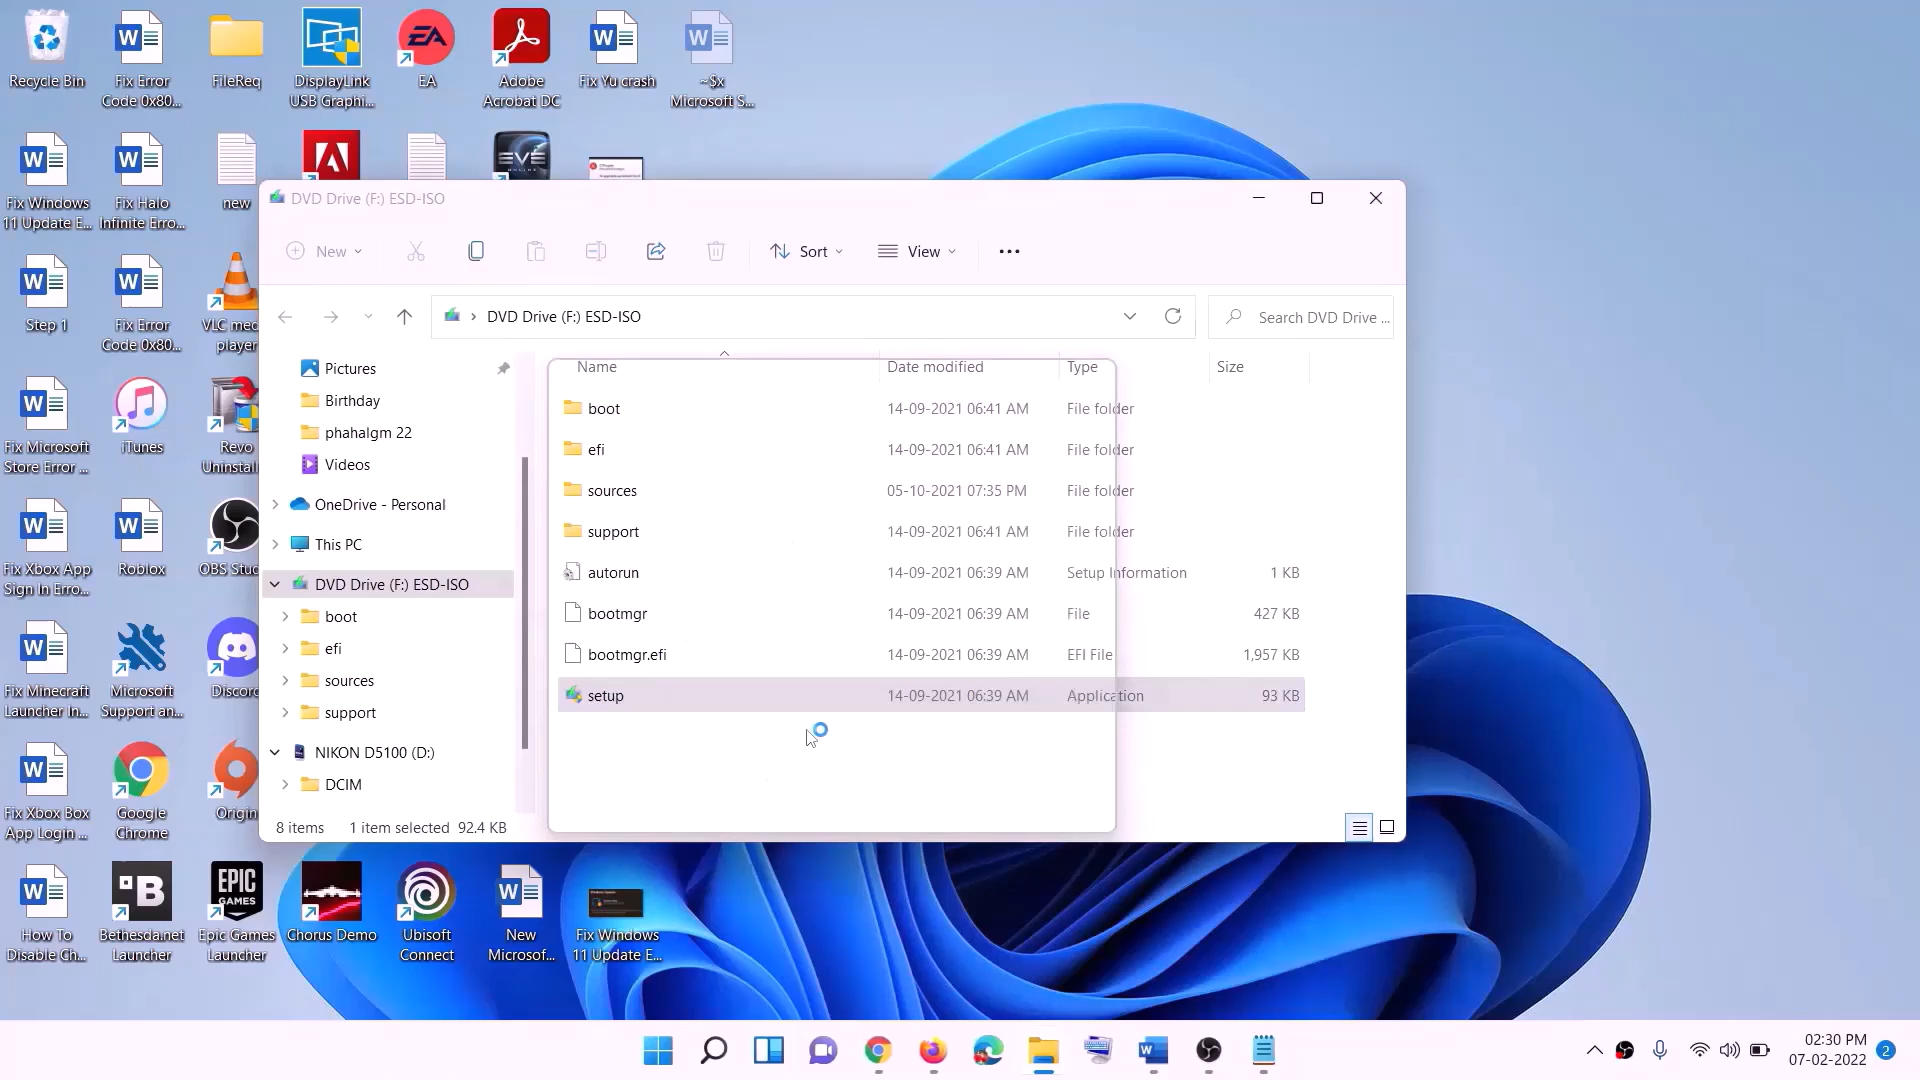 Recycle Bin
Fix Error
Code 0x80...
FileReq
DisplayLink
USB Graphi...
EA
Adobe
Acrobat DC
Fix Yu crash
~$x
Microsoft S...
Fix Windows
11 Update E...
Fix Halo
Infinite Erro...
new
EVE
ONLINE
Step 1
Fix Error
Code 0x80...
VLC med
player
Fix Microsoft
Store Error ...
iTunes
Revo
Uninstall
Fix Xbox App
Sign In Erro...
Roblox
OBS Stud
Fix Minecraft
Launcher In...
Microsoft
Support an...
Discord
Fix Xbox Box
App Login ...
Google
Chrome
Origin
How To
Disable Ch...
Bethesda.net
Launcher
EPIC
GAMES
Epic Games
Launcher
Chorus Demo
Ubisoft
Connect
New
Microsof...
Fix Windows
11 Update E...
DVD Drive (F:) ESD-ISO
New
Sort
View
DVD Drive (F:) ESD-ISO
Search DVD Drive ...
Pictures
Birthday
phahalgm 22
Videos
OneDrive - Personal
This PC
DVD Drive (F:) ESD-ISO
boot
efi
sources
support
NIKON D5100 (D:)
DCIM
Name Date modified Type Size
boot 14-09-2021 06:41 AM File folder
efi 14-09-2021 06:41 AM File folder
sources 05-10-2021 07:35 PM File folder
support 14-09-2021 06:41 AM File folder
autorun 14-09-2021 06:39 AM Setup Information 1 KB
bootmgr 14-09-2021 06:39 AM File 427 KB
bootmgr.efi 14-09-2021 06:39 AM EFI File 1,957 KB
setup 14-09-2021 06:39 AM Application 93 KB
8 items 1 item selected 92.4 KB
02:30 PM
07-02-2022
2